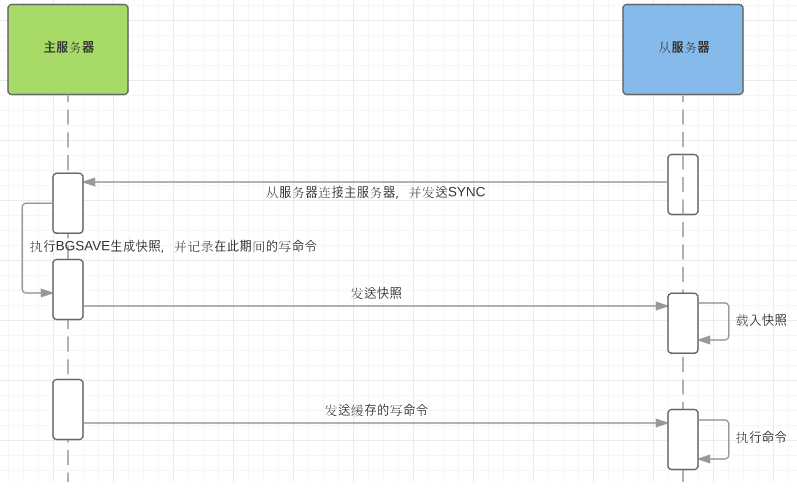 主服务器
从服务器
从服务器连接主服务器，并发送SYNC
执行BGSAVE生成快照，并记录在此期间的写命令
发送快照
载入快照
发送缓存的写命令
执行命令